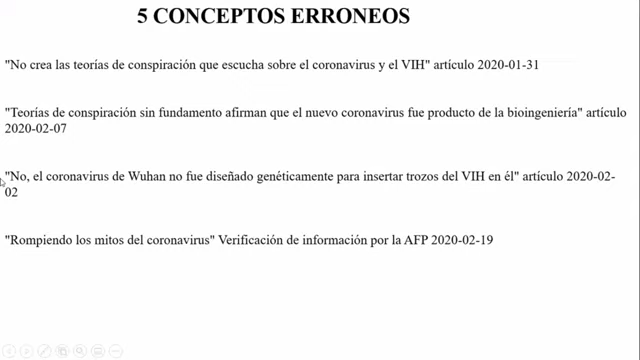 5 CONCEPTOS ERRONEOS
"No crea las teorías de conspiración que escucha sobre el coronavirus y el VIH" artículo 2020-01-31
"Teorías de conspiración sin fundamento afirman que el nuevo coronavirus fue producto de la bioingeniería" artículo
2020-02-07
"No, el coronavirus de Wuhan no fue diseñado genéticamente para insertar trozos del VIH en él" artículo 2020-02-
02
"Rompiendo los mitos del coronavirus" Verificación de información por la AFP 2020-02-19